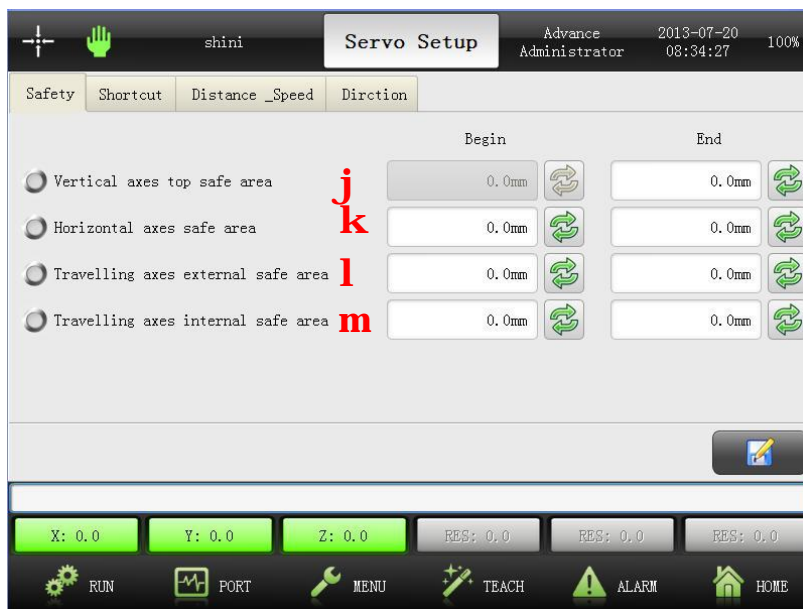 shini Servo Setup Advance Administrator 2013-07-20 08:34:27 100%
Safety Shortcut Distance _Speed Dirction
Begin End
Vertical axes top safe area j 0.0mm 0.0mm
Horizontal axes safe area k 0.0mm 0.0mm
Travelling axes external safe area l 0.0mm 0.0mm
Travelling axes internal safe area m 0.0mm 0.0mm
X: 0.0 Y: 0.0 Z: 0.0 RES: 0.0 RES: 0.0 RES: 0.0
RUN PORT MENU TEACH ALARM HOME